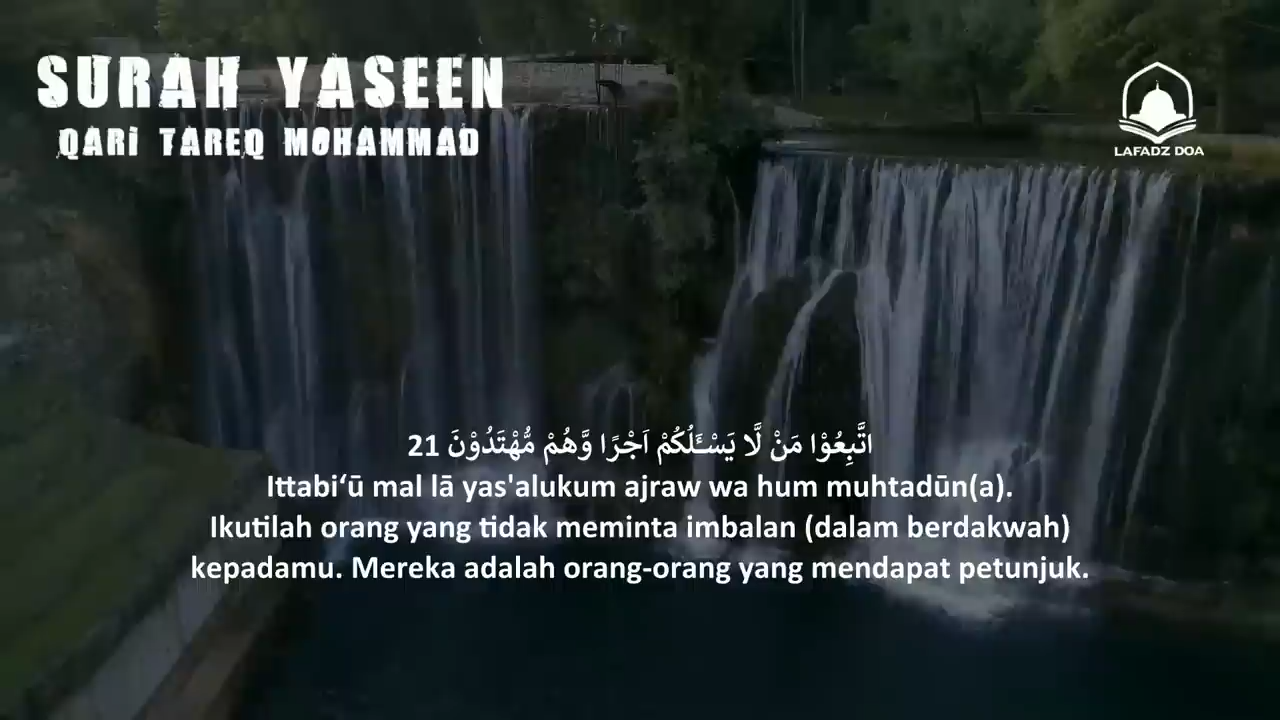 SURAH YASEEN
QARI TAREQ MOHAMMAD
LAFADZ DOA
اتَّبِعُوْا مَنْ لَّا يَسْـَٔلُكُمْ اَجْرًا وَّهُمْ مُّهْتَدُوْنَ 21
Ittabi‘ū mal lā yas'alukum ajraw wa hum muhtadūn(a).
Ikutilah orang yang tidak meminta imbalan (dalam berdakwah)
kepadamu. Mereka adalah orang-orang yang mendapat petunjuk.